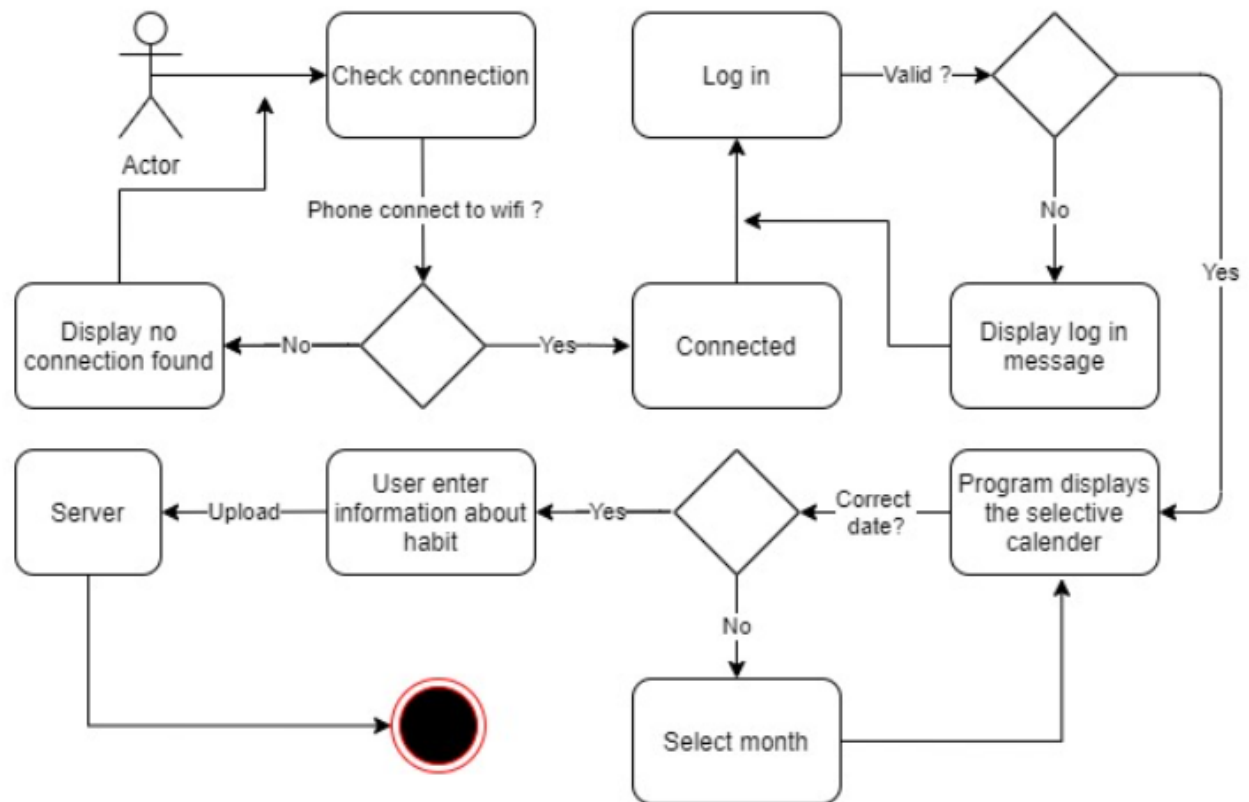 Check connection
Log in
Valid ?
Actor
Phone connect to wifi ?
No
Yes
Display no
connection found
No
Yes
Connected
Display log in
message
Server
Upload
User enter
information about
habit
Yes
Correct
date?
Program displays
the selective
calender
No
Select month